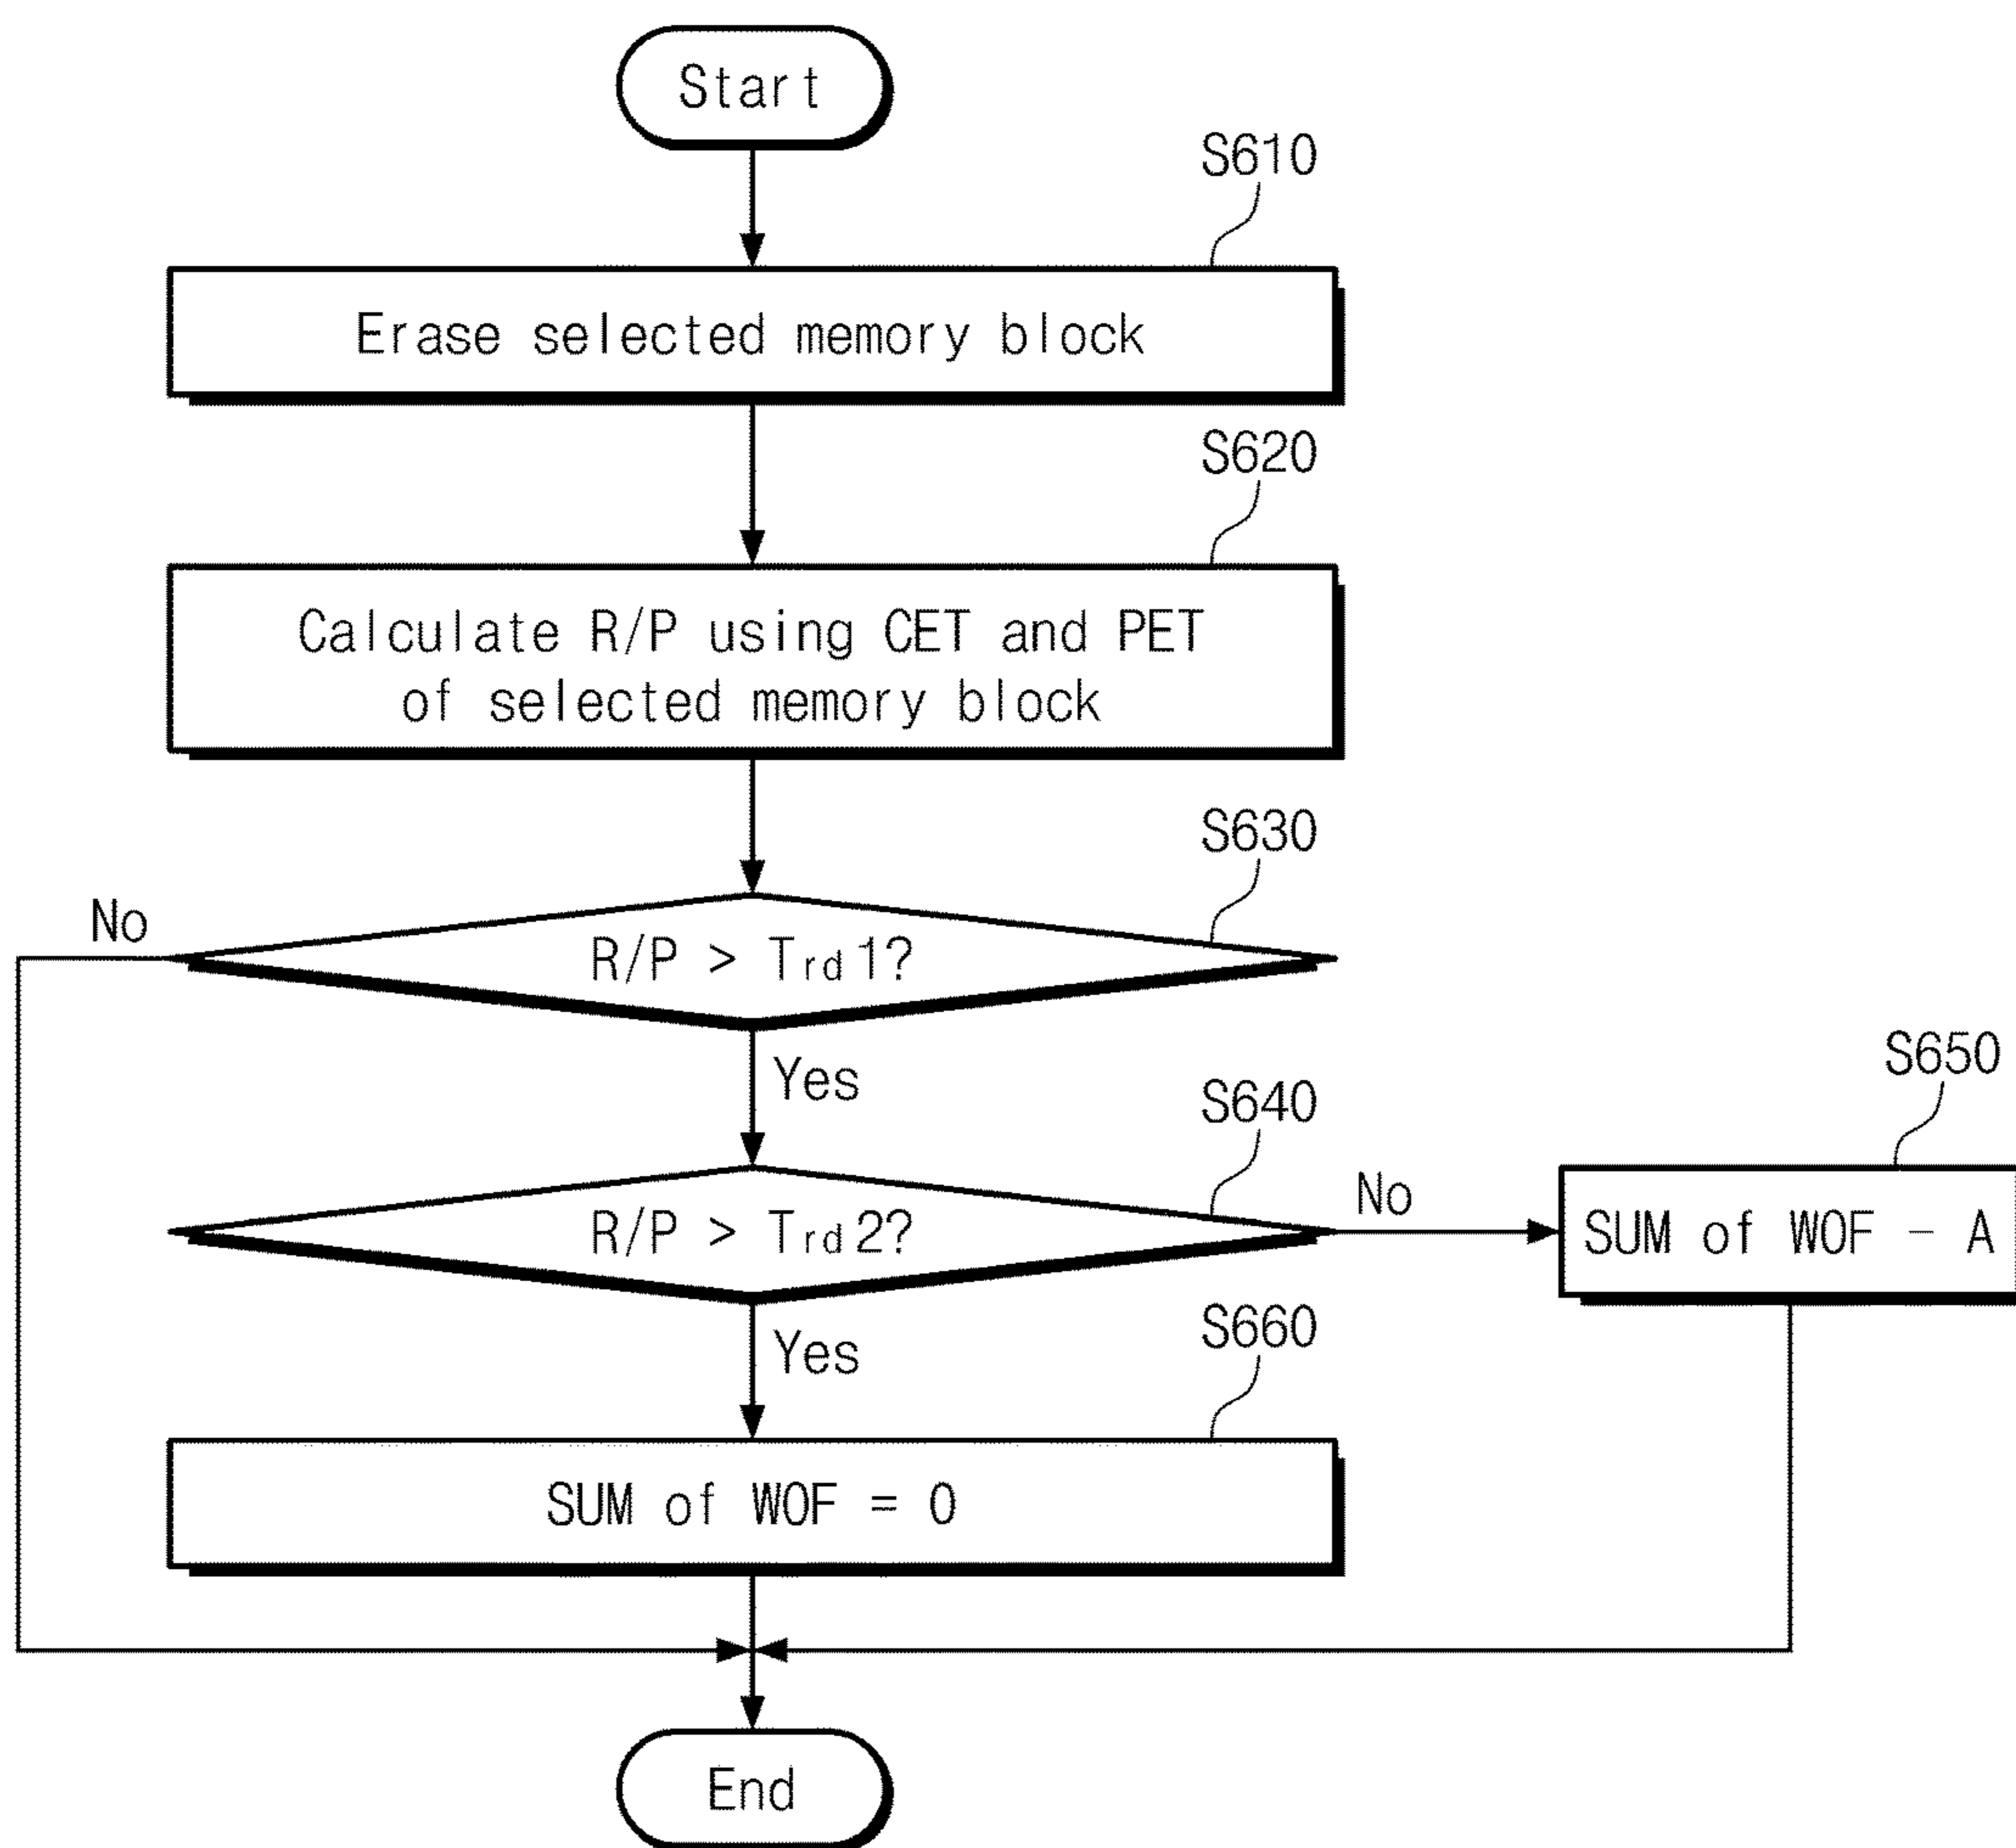 Start
S610
Erase selected memory block
S620
Calculate R/P using CET and PET
of selected memory block
S630
No
R/P > Trd1?
Yes
S640
S650
R/P > Trd2?
No
SUM of WOF - A
Yes
S660
SUM of WOF = 0
End